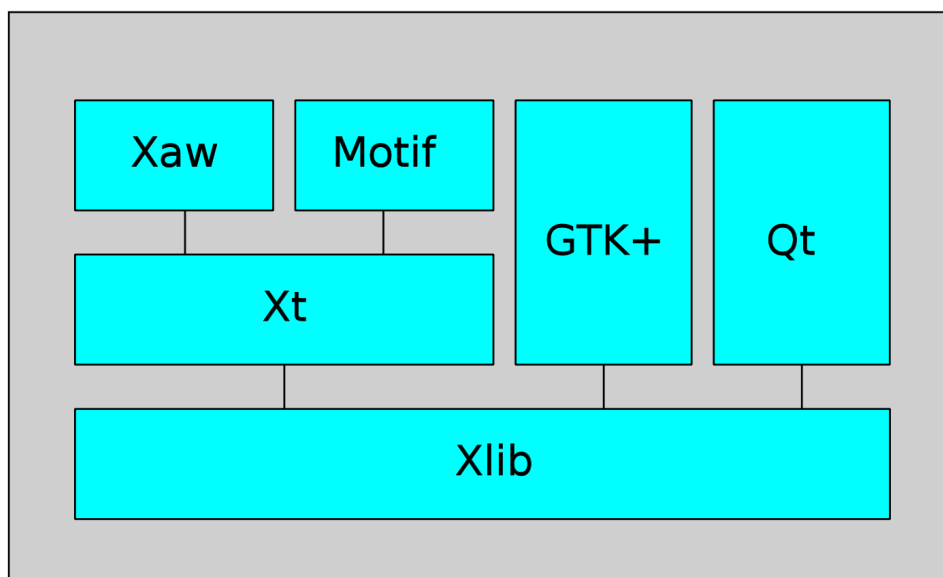 Xaw
Motif
GTK+
Qt
Xt
Xlib